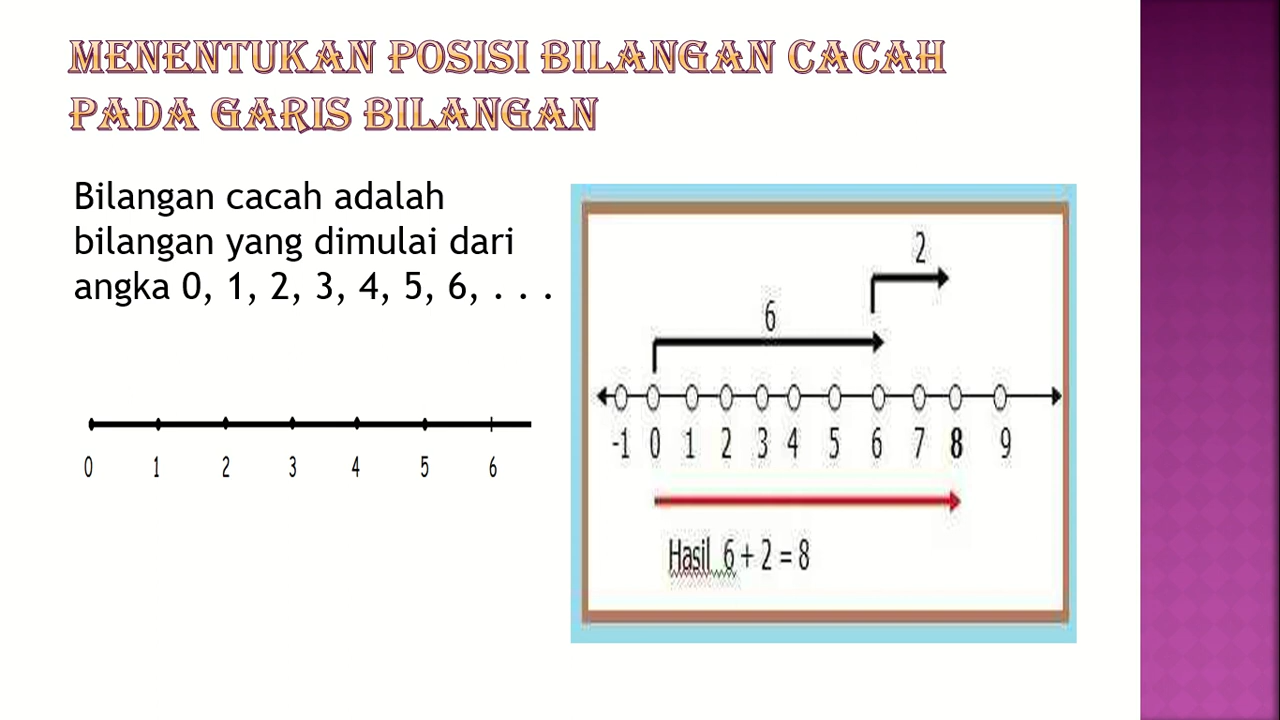 MENENTUKAN POSISI BILANGAN CACAH
PADA GARIS BILANGAN
Bilangan cacah adalah
bilangan yang dimulai dari
angka 0, 1, 2, 3, 4, 5, 6, . . .
0 1 2 3 4 5 6
2
6
-1 0 1 2 3 4 5 6 7 8 9
Hasil 6 + 2 = 8